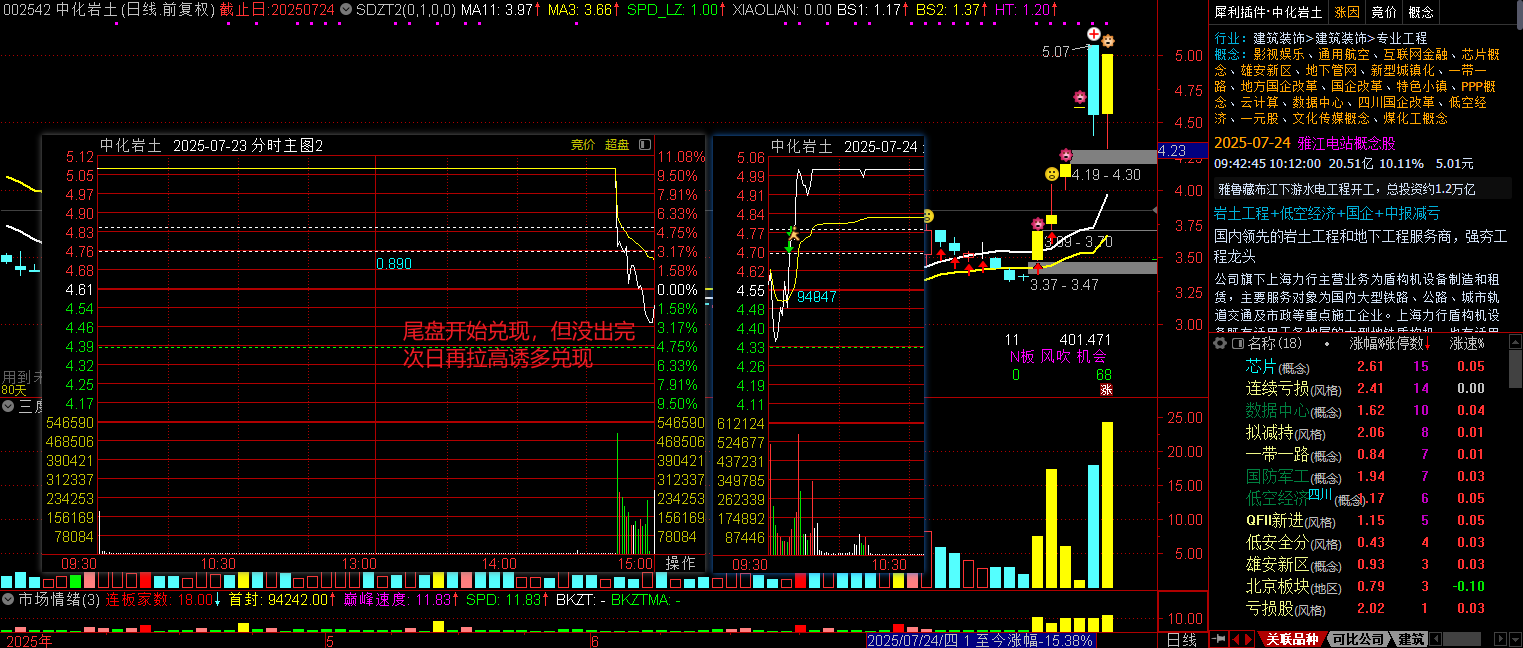 002542 中化岩土 (日线 前复权) 截止日:20250724 SDZT2(0,1,0,0) MA11: 3.97↑ MA3: 3.66↑ SPD_LZ: 1.00↑ XIAOLIAN: 0.00 BS1: 1.17↑ BS2: 1.37↑ HT: 1.20↑
5.07
4.19 - 4.30
3.69 - 3.70
3.37 - 3.47
11 401.471
N板 风吹 机会
0 68
涨
5.00
4.75
4.50
4.23
4.00
3.75
3.50
3.25
3.00
25.00
20.00
15.00
10.00
5.00
10.00
中化岩土 2025-07-23 分时主图2 竞价 超盘
5.12 11.08%
5.05 9.50%
4.97 7.91%
4.90 6.33%
4.83 4.75%
4.76 3.17%
4.68 1.58%
4.61 0.00%
4.54 1.58%
4.46 3.17%
4.39 4.75%
4.32 6.33%
4.25 7.91%
4.17 9.50%
0.890
尾盘开始兑现，但没出完
次日再拉高诱多兑现
546590 546590
468506 468506
390421 390421
312337 312337
234253 234253
156169 156169
78084 78084
09:30 10:30 13:00 14:00 15:00 操作
中化岩土 2025-07-24
5.06
4.99
4.91
4.84
4.77
4.70
4.62
4.55
4.48
4.40
4.33
4.26
4.19
4.11
94847
612124
524677
437231
349785
262339
174892
87446
09:30 10:30
用到未
80天
三度
市场情绪(3) 连板家数: 16.00↓ 首封: 94242.00↑ 巅峰速度: 11.83↑ SPD: 11.83↑ BKZT: - BKZTMA: -
2025年 5 6 2025/07/24/四 1 至今涨幅-15.38% 日线
犀利插件·中化岩土 涨因 竞价 概念
行业: 建筑装饰>建筑装饰>专业工程
概念: 影视娱乐、通用航空、互联网金融、芯片概
念、雄安新区、地下管网、新型城镇化、一带一
路、地方国企改革、国企改革、特色小镇、PPP概
念、云计算、数据中心、四川国企改革、低空经
济、一元股、文化传媒概念、煤化工概念
2025-07-24 雅江电站概念股
09:42:45 10:12:00 20.51亿 10.11% 5.01元
雅鲁藏布江下游水电工程开工，总投资约1.2万亿
岩土工程+低空经济+国企+中报减亏
国内领先的岩土工程和地下工程服务商，强夯工
程龙头
公司旗下上海力行主营业务为盾构机设备制造和租
赁，主要服务对象为国内大型铁路、公路、城市轨
道交通及市政等重点施工企业。上海力行盾构机设
名称(18) 涨幅% 涨停数↓ 涨速%
芯片(概念) 2.61 15 0.05
连续亏损(风格) 2.41 14 0.00
数据中心(概念) 1.62 10 0.04
拟减持(风格) 2.06 8 0.01
一带一路(概念) 0.84 7 0.01
国防军工(概念) 1.94 7 0.03
低空经济四川(概念) 1.17 6 0.05
QFII新进(风格) 1.15 5 0.05
低安全分(风格) 0.43 4 0.03
雄安新区(概念) 0.93 3 0.03
北京板块(地区) 0.79 3 -0.10
亏损股(风格) 2.02 1 0.03
关联品种 可比公司 建筑